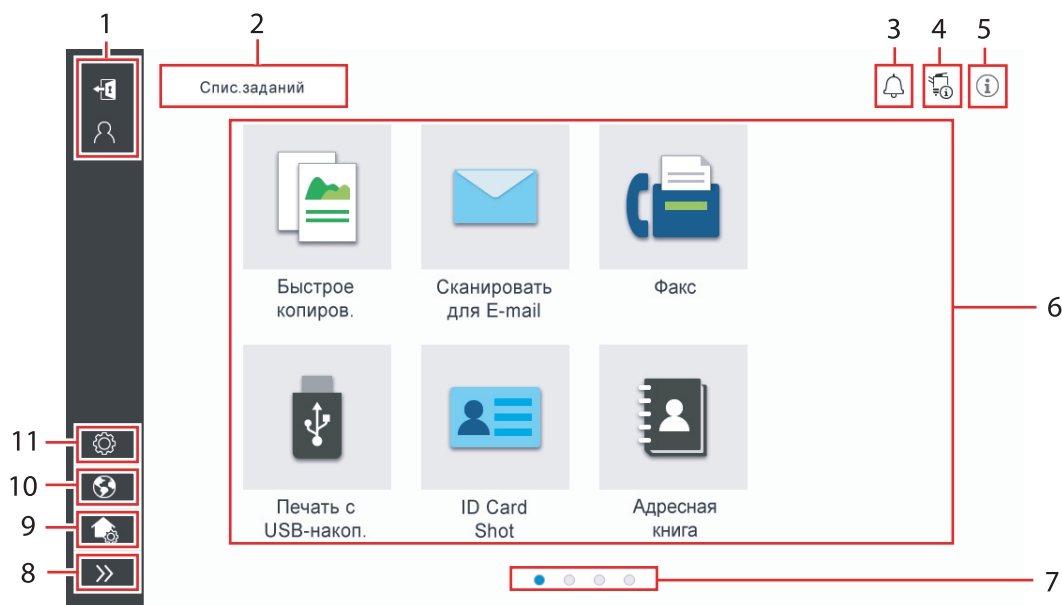 1
2
3
4
5
Спис.заданий
Быстрое
копиров.
Сканировать
для E-mail
Факс
6
Печать с
USB-накоп.
ID Card
Shot
Адресная
книга
11
10
9
8
7